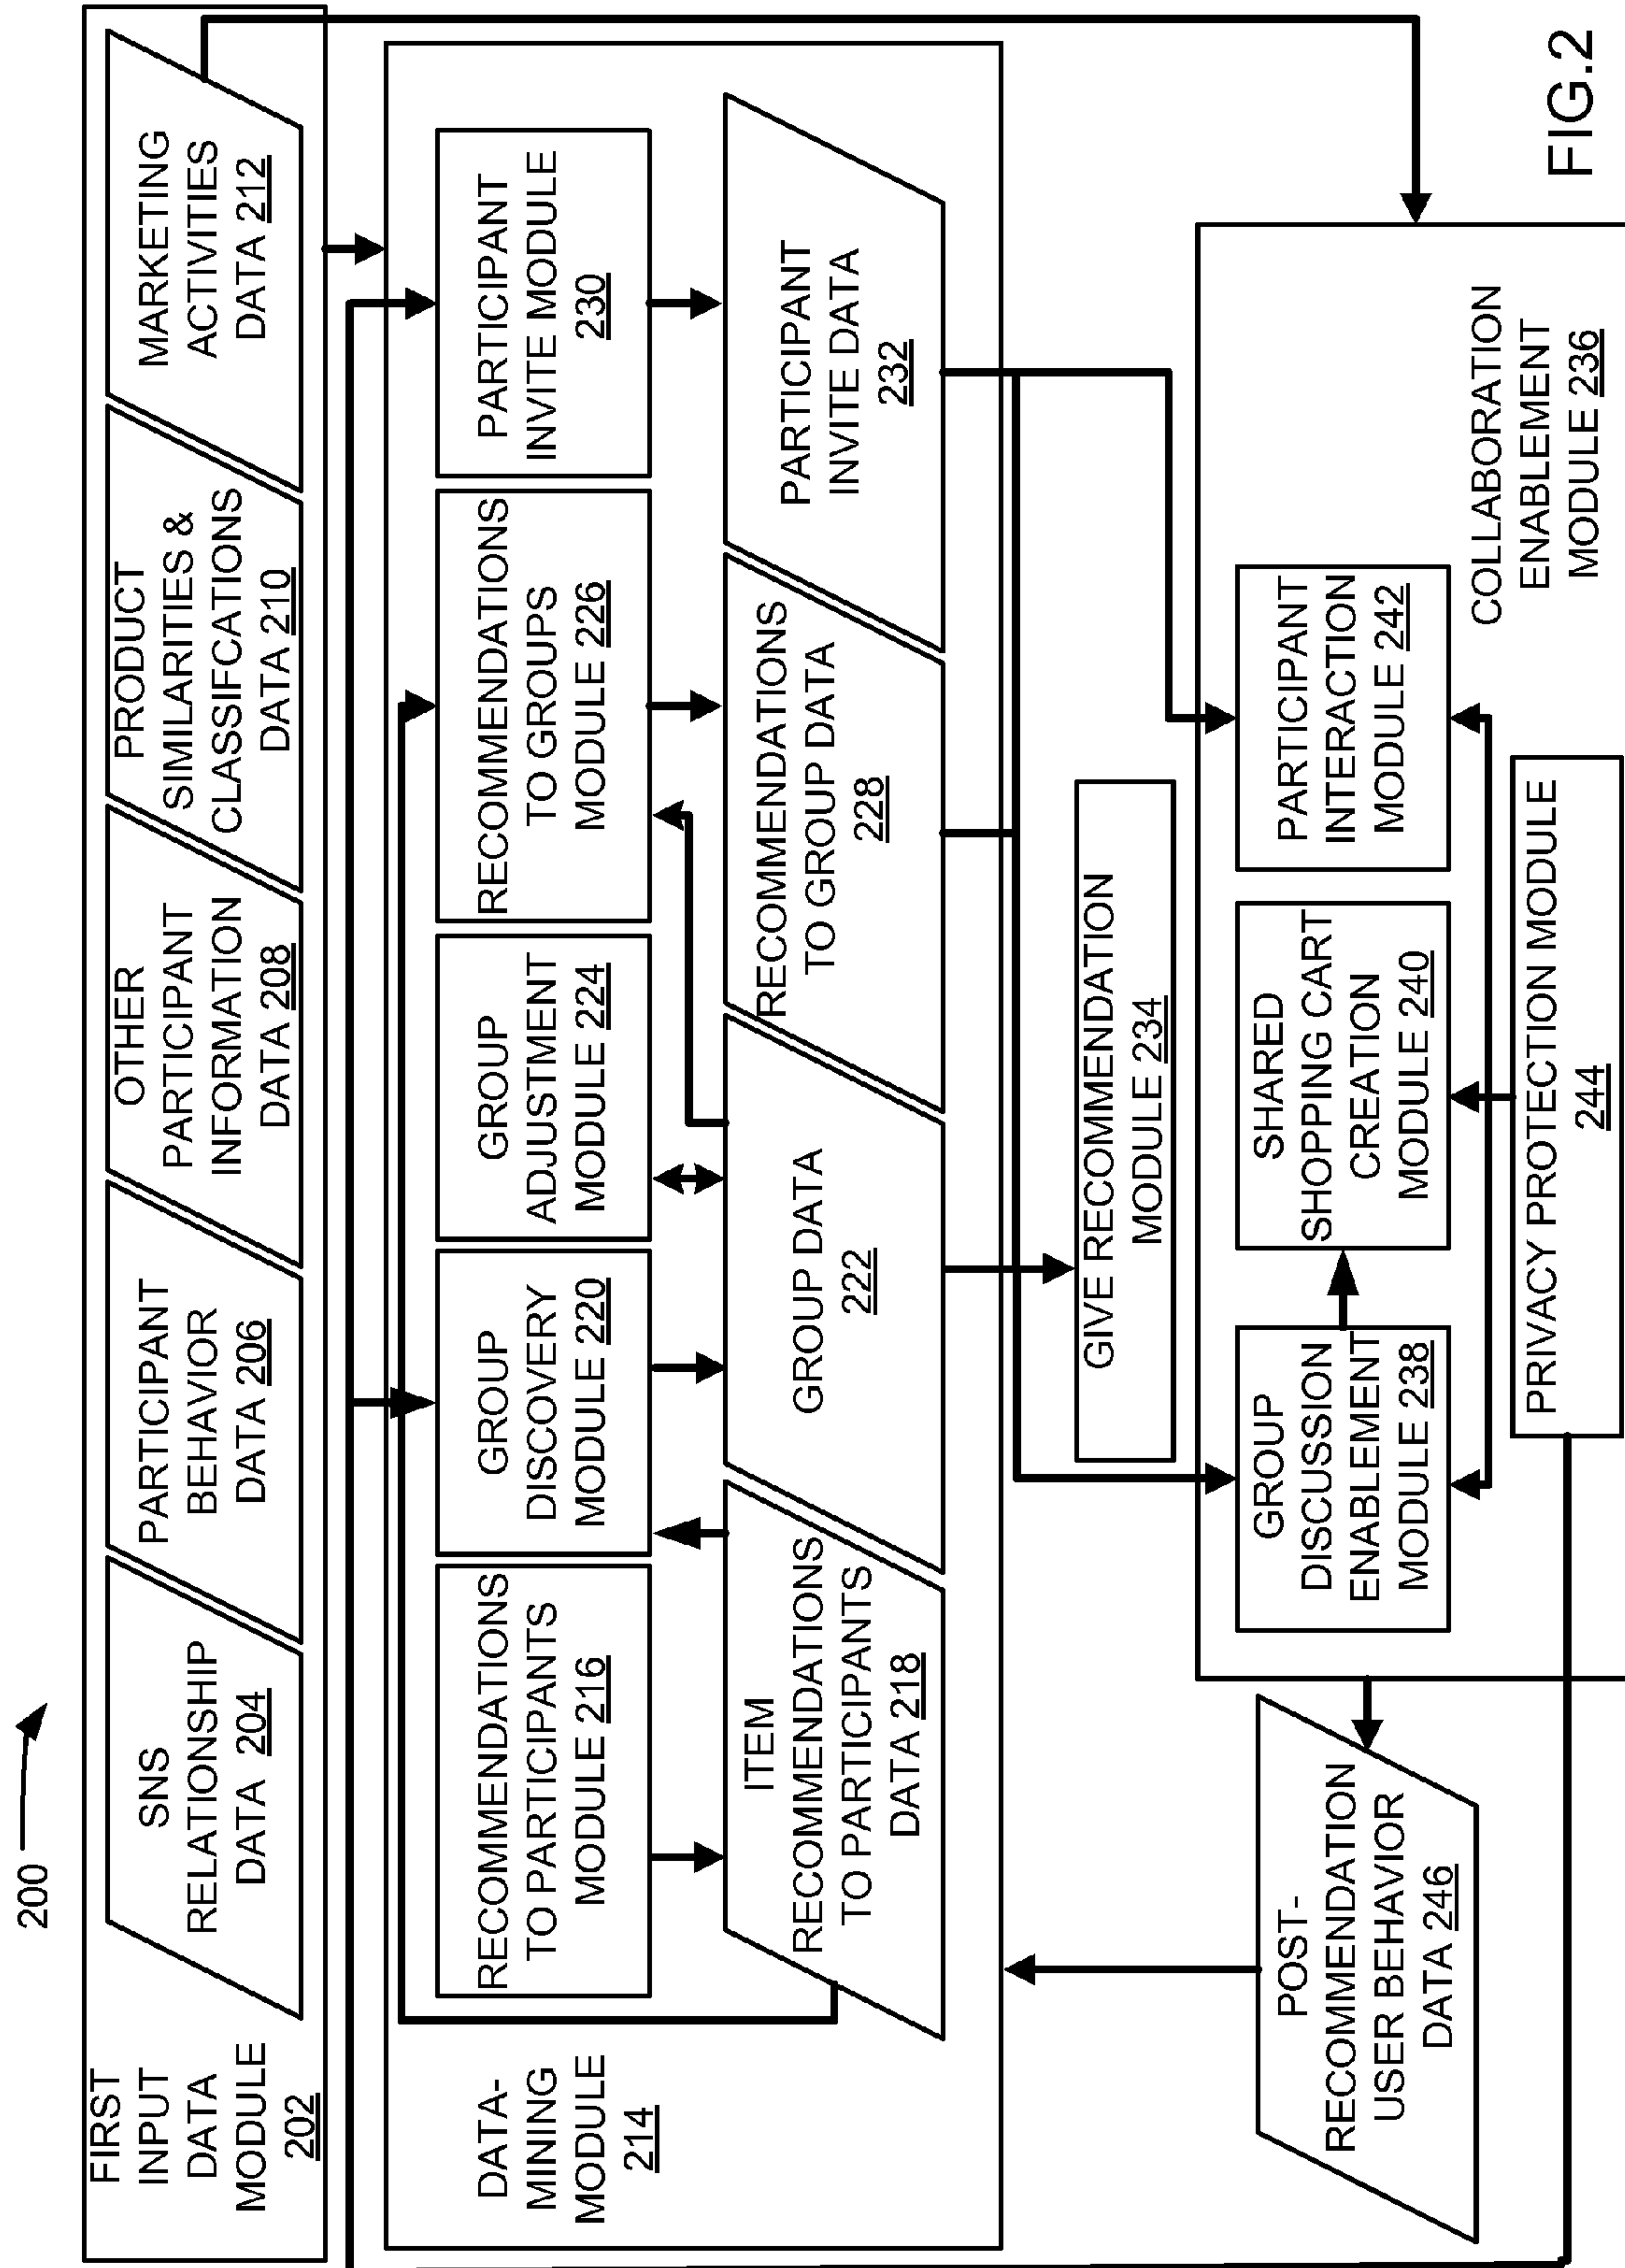 200
FIRST
INPUT
DATA
MODULE
202
SNS
RELATIONSHIP
DATA 204
PARTICIPANT
BEHAVIOR
DATA 206
OTHER
PARTICIPANT
INFORMATION
DATA 208
PRODUCT
SIMILARITIES &
CLASSIFCATIONS
DATA 210
MARKETING
ACTIVITIES
DATA 212
DATA-
MINING
MODULE
214
RECOMMENDATIONS
TO PARTICIPANTS
MODULE 216
GROUP
DISCOVERY
MODULE 220
GROUP
ADJUSTMENT
MODULE 224
RECOMMENDATIONS
TO GROUPS
MODULE 226
PARTICIPANT
INVITE MODULE
230
ITEM
RECOMMENDATIONS
TO PARTICIPANTS
DATA 218
GROUP DATA
222
RECOMMENDATIONS
TO GROUP DATA
228
PARTICIPANT
INVITE DATA
232
GIVE RECOMMENDATION
MODULE 234
POST-
RECOMMENDATION
USER BEHAVIOR
DATA 246
GROUP
DISCUSSION
ENABLEMENT
MODULE 238
SHARED
SHOPPING CART
CREATION
MODULE 240
PARTICIPANT
INTERACTION
MODULE 242
COLLABORATION
ENABLEMENT
MODULE 236
PRIVACY PROTECTION MODULE
244
FIG.2